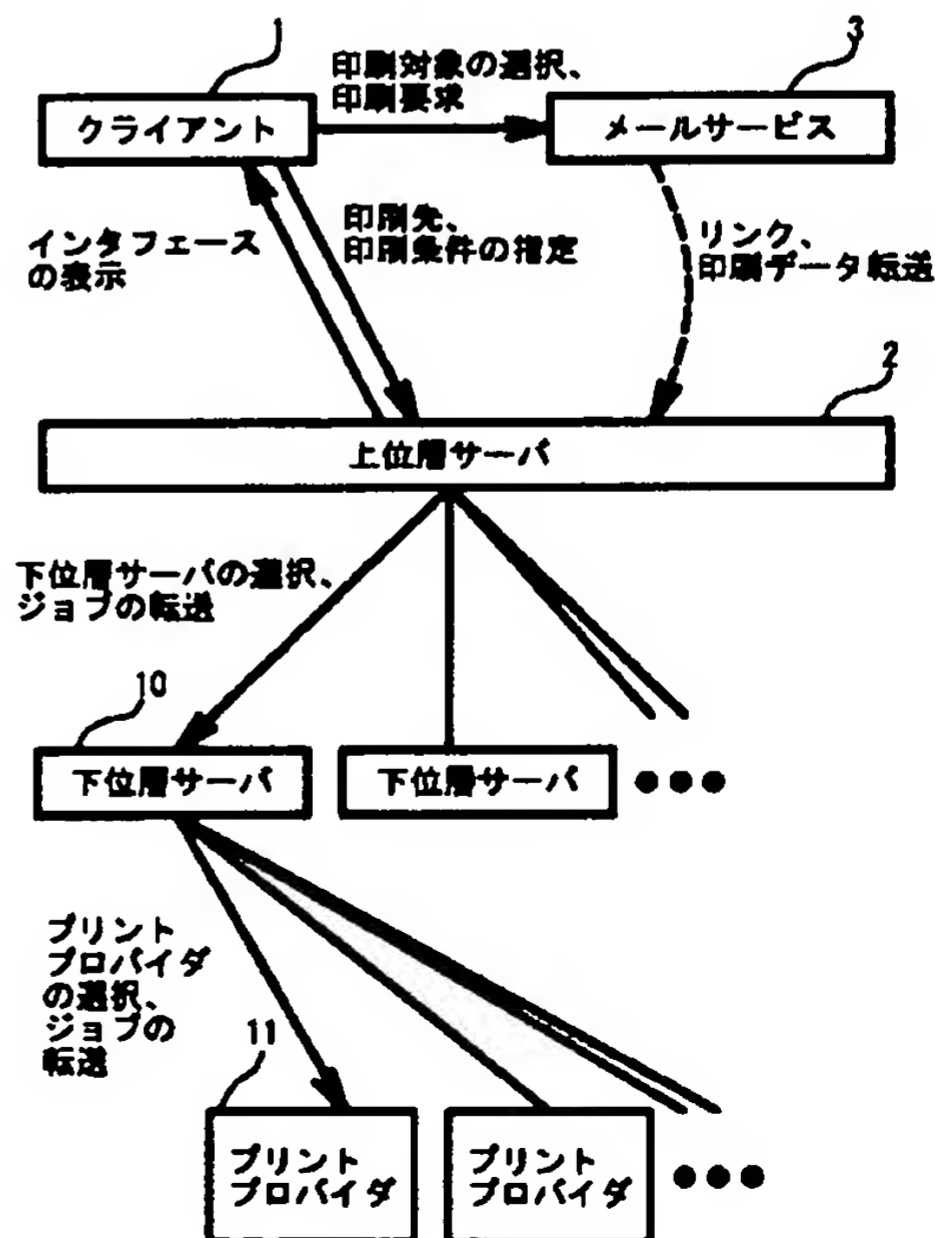 1
3
印刷対象の選択、
印刷要求
クライアント
メールサービス
インタフェース
の表示
印刷先、
印刷条件の指定
リンク、
印刷データ転送
2
上位層サーバ
下位層サーバの選択、
ジョブの転送
10
下位層サーバ
下位層サーバ
●●●
プリント
プロバイダ
の選択、
ジョブの
転送
11
プリント
プロバイダ
プリント
プロバイダ
●●●